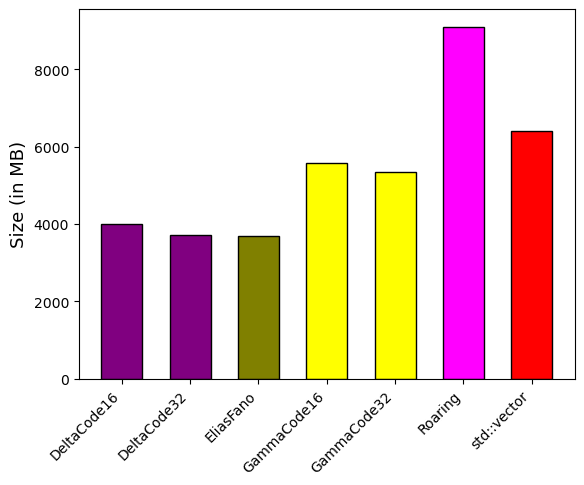 Size (in MB)
8000
6000
4000
2000
0
DeltaCode16
DeltaCode32
EliasFano
GammaCode16
GammaCode32
Roaring
std::vector